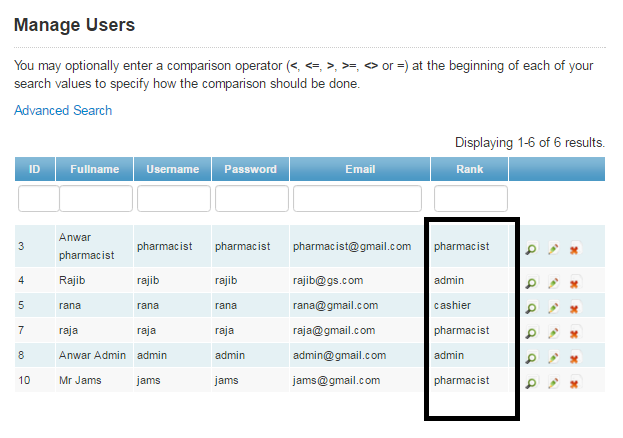 Manage Users
You may optionally enter a comparison operator (<, <=, >, >=, <> or =) at the beginning of each of your
search values to specify how the comparison should be done.
Advanced Search
Displaying 1-6 of 6 results.
ID Fullname Username Password Email Rank
3 Anwar pharmacist pharmacist pharmacist pharmacist@gmail.com pharmacist
4 Rajib rajib rajib rajib@gs.com admin
5 rana rana rana rana@gmail.com cashier
7 raja raja raja raja@gmail.com pharmacist
8 Anwar Admin admin admin admin@gmail.com admin
10 Mr Jams jams jams jams@gmail.com pharmacist